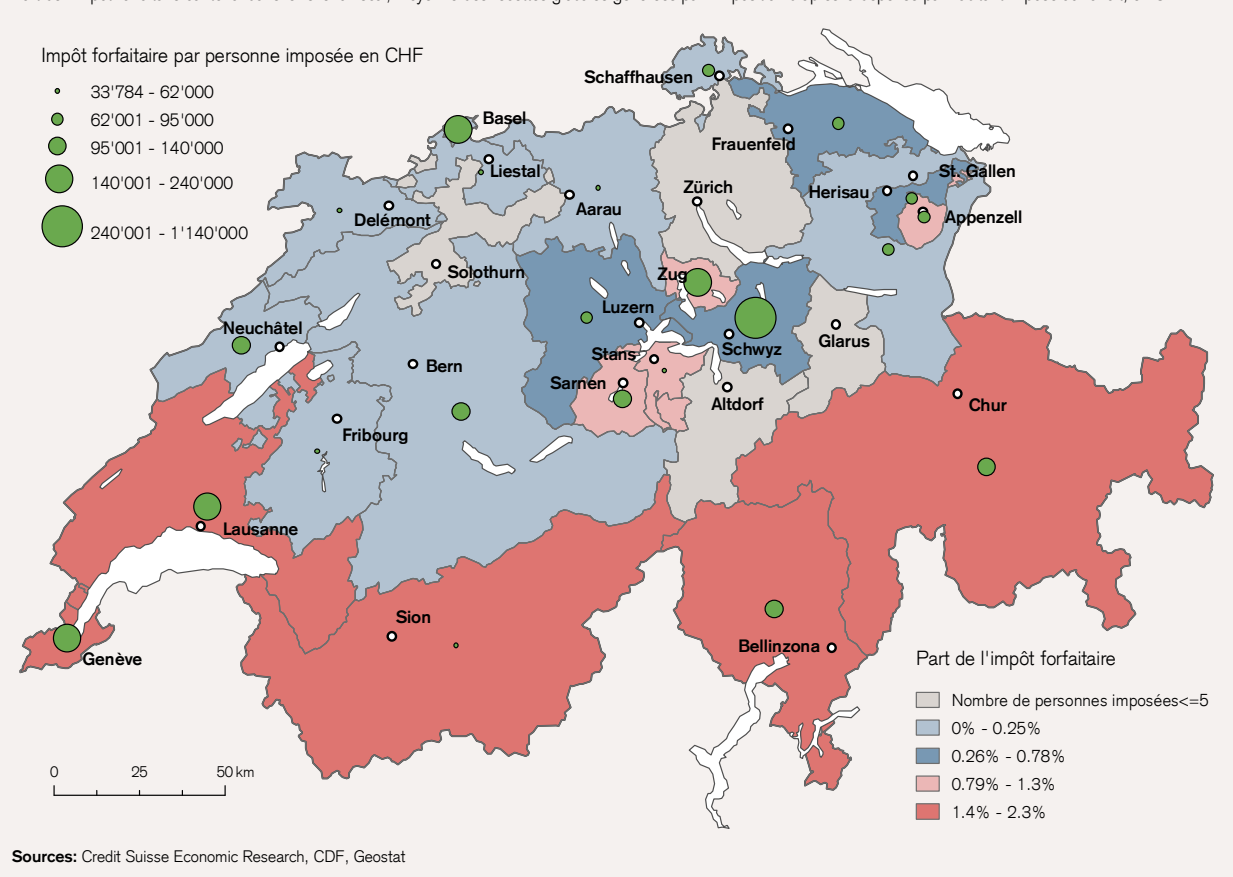 Impôt forfaitaire par personne imposée en CHF
33'784 - 62'000
62'001 - 95'000
95'001 - 140'000
140'001 - 240'000
240'001 - 1'140'000
Schaffhausen
Basel
Frauenfeld
Liestal
St. Gallen
Herisau
Zürich
Aarau
Delémont
Appenzell
Solothurn
Zug
Luzern
Neuchâtel
Glarus
Schwyz
Stans
Bern
Sarnen
Altdorf
Chur
Fribourg
Lausanne
Sion
Bellinzona
Genève
Part de l'impôt forfaitaire
Nombre de personnes imposées<=5
0% - 0.25%
0.26% - 0.78%
0.79% - 1.3%
1.4% - 2.3%
0 25 50 km
Sources: Credit Suisse Economic Research, CDF, Geostat